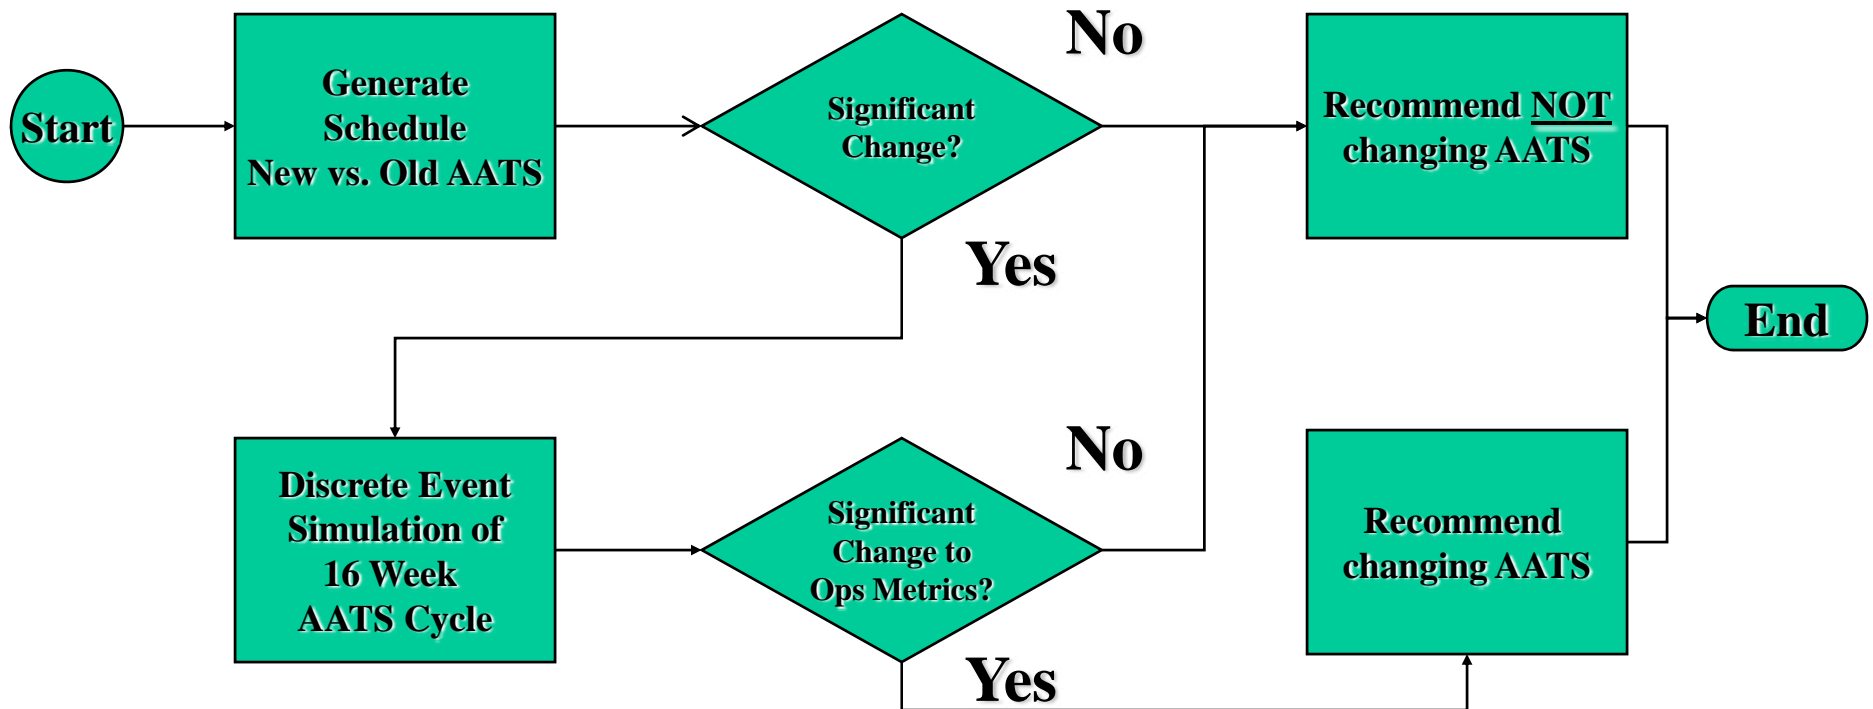 Start
Generate
Schedule
New vs. Old AATS
Significant
Change?
No
Recommend NOT
changing AATS
Yes
End
Discrete Event
Simulation of
16 Week
AATS Cycle
Significant
Change to
Ops Metrics?
No
Recommend
changing AATS
Yes